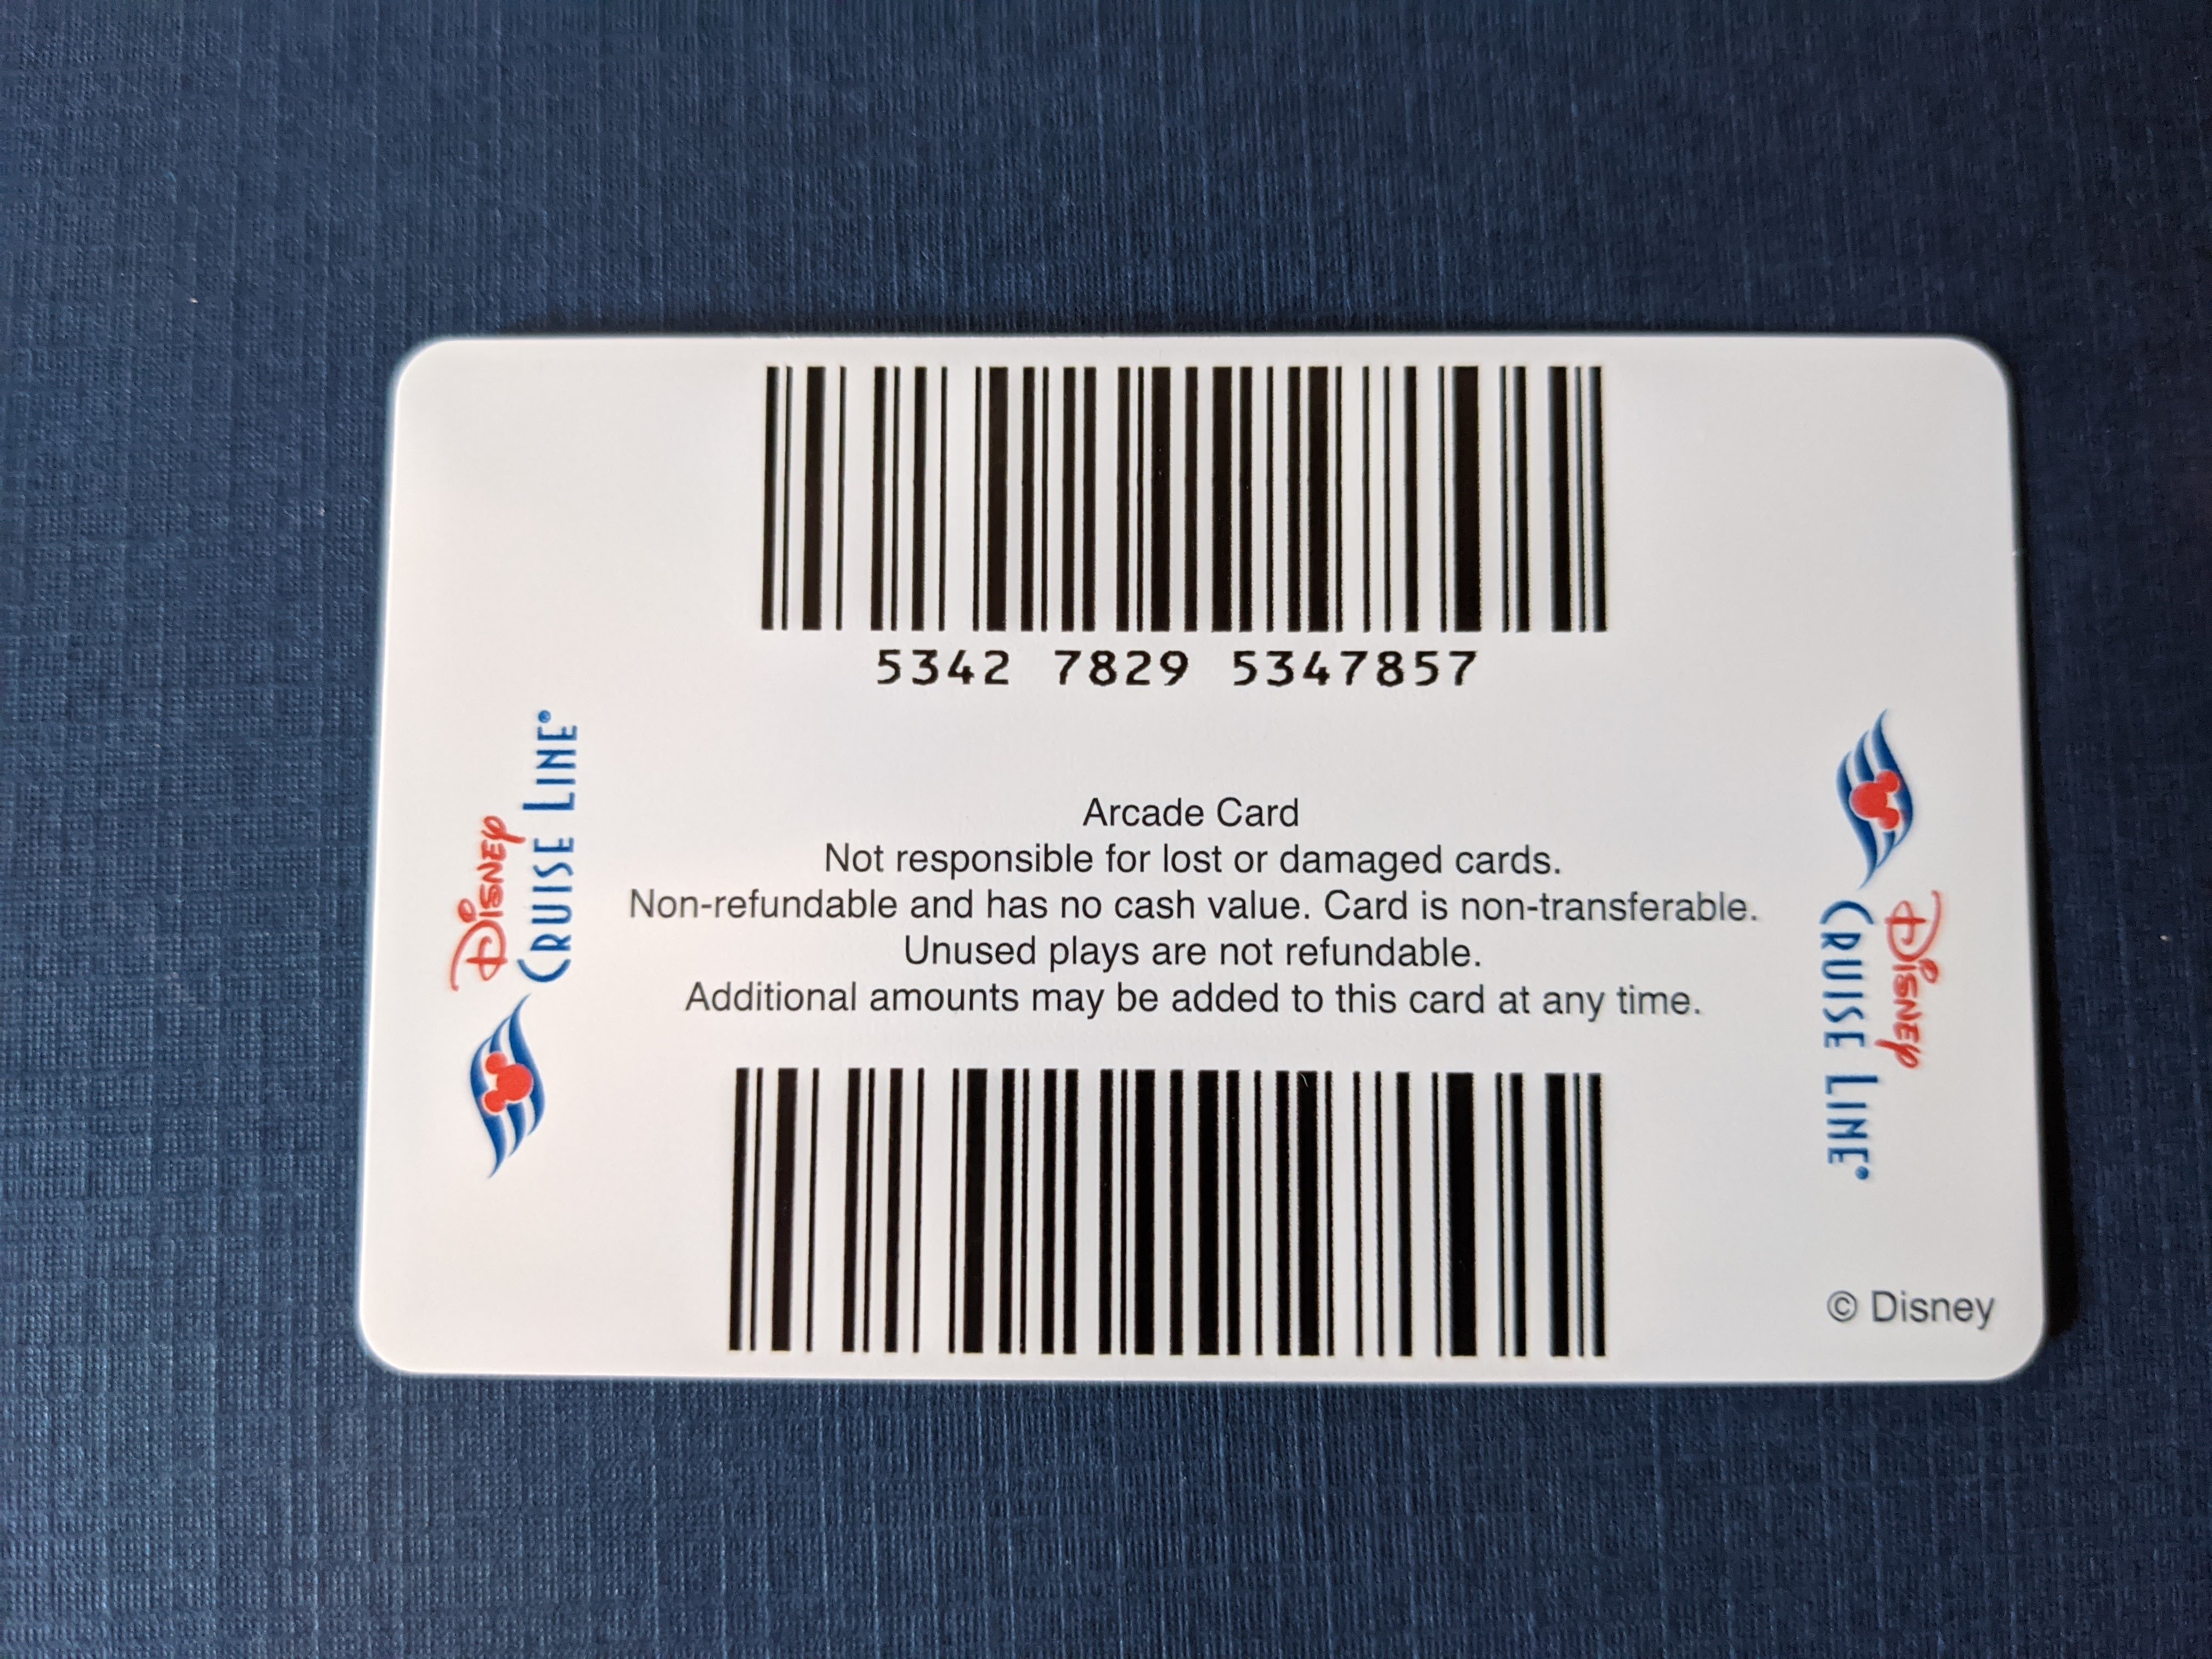 5342 7829 5347857
Disney
Cruise Line®
Arcade Card
Not responsible for lost or damaged cards.
Non-refundable and has no cash value. Card is non-transferable.
Unused plays are not refundable.
Additional amounts may be added to this card at any time.
Disney
Cruise Line®
© Disney